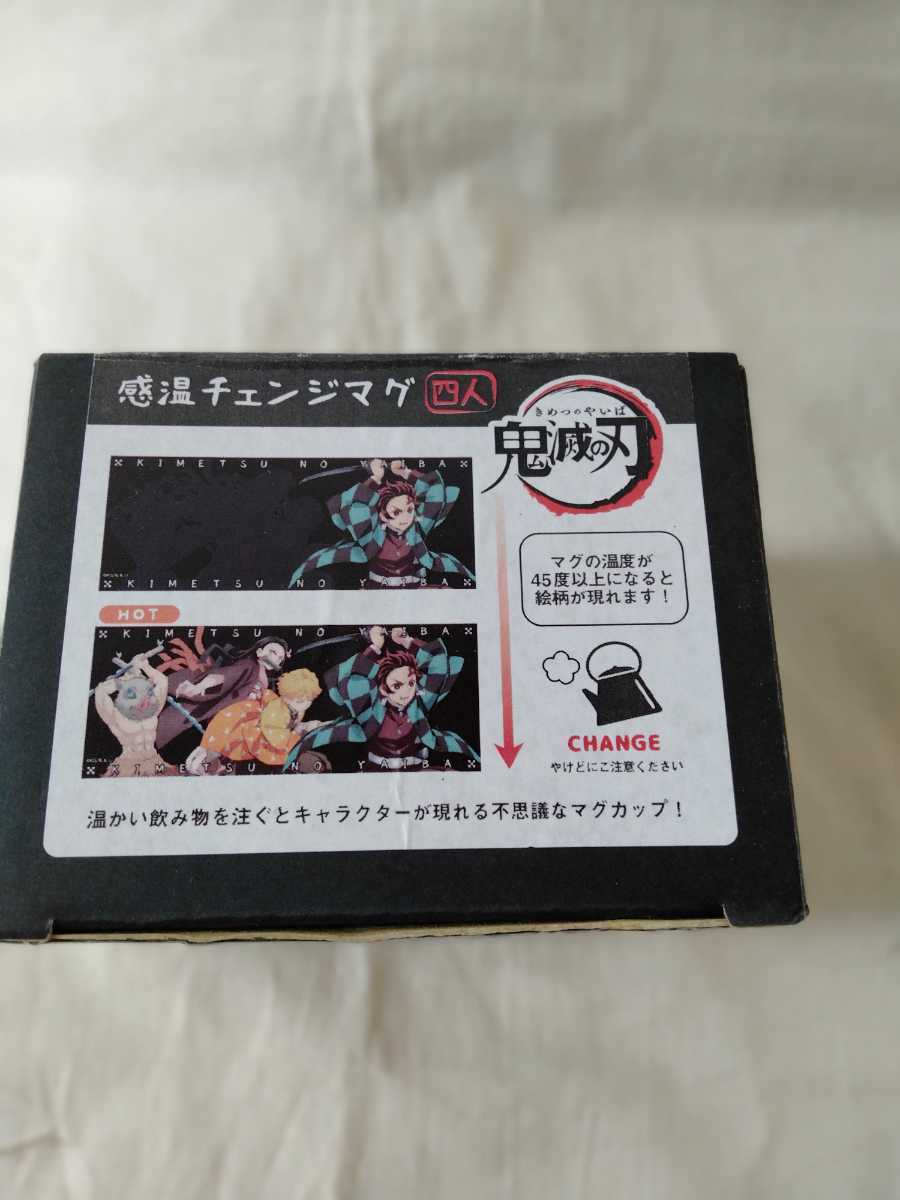 感温チェンジマグ 四人
きめつのやいば
鬼滅の刃
KIMETSU NO YAIBA
KIMETSU NO YAIBA
マグの温度が
45度以上になると
絵柄が現れます!
HOT
KIMETSU NO YAIBA
KIMETSU NO YAIBA
CHANGE
やけどにご注意ください
温かい飲み物を注ぐとキャラクターが現れる不思議なマグカップ!